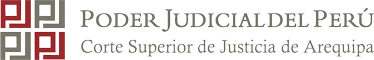 PODER JUDICIAL DEL PERÚ
Corte Superior de Justicia de Arequipa